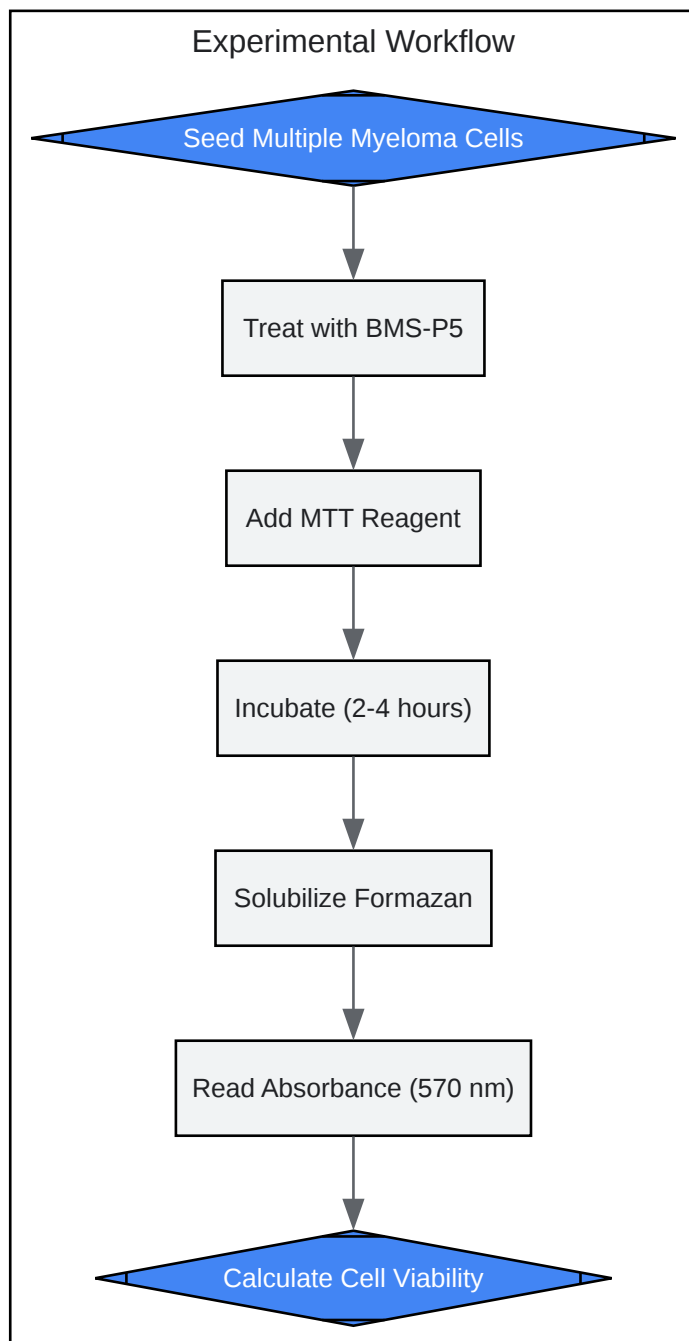 Experimental Workflow
Seed Multiple Myeloma Cells
Treat with BMS-P5
Add MTT Reagent
Incubate (2-4 hours)
Solubilize Formazan
Read Absorbance (570 nm)
Calculate Cell Viability